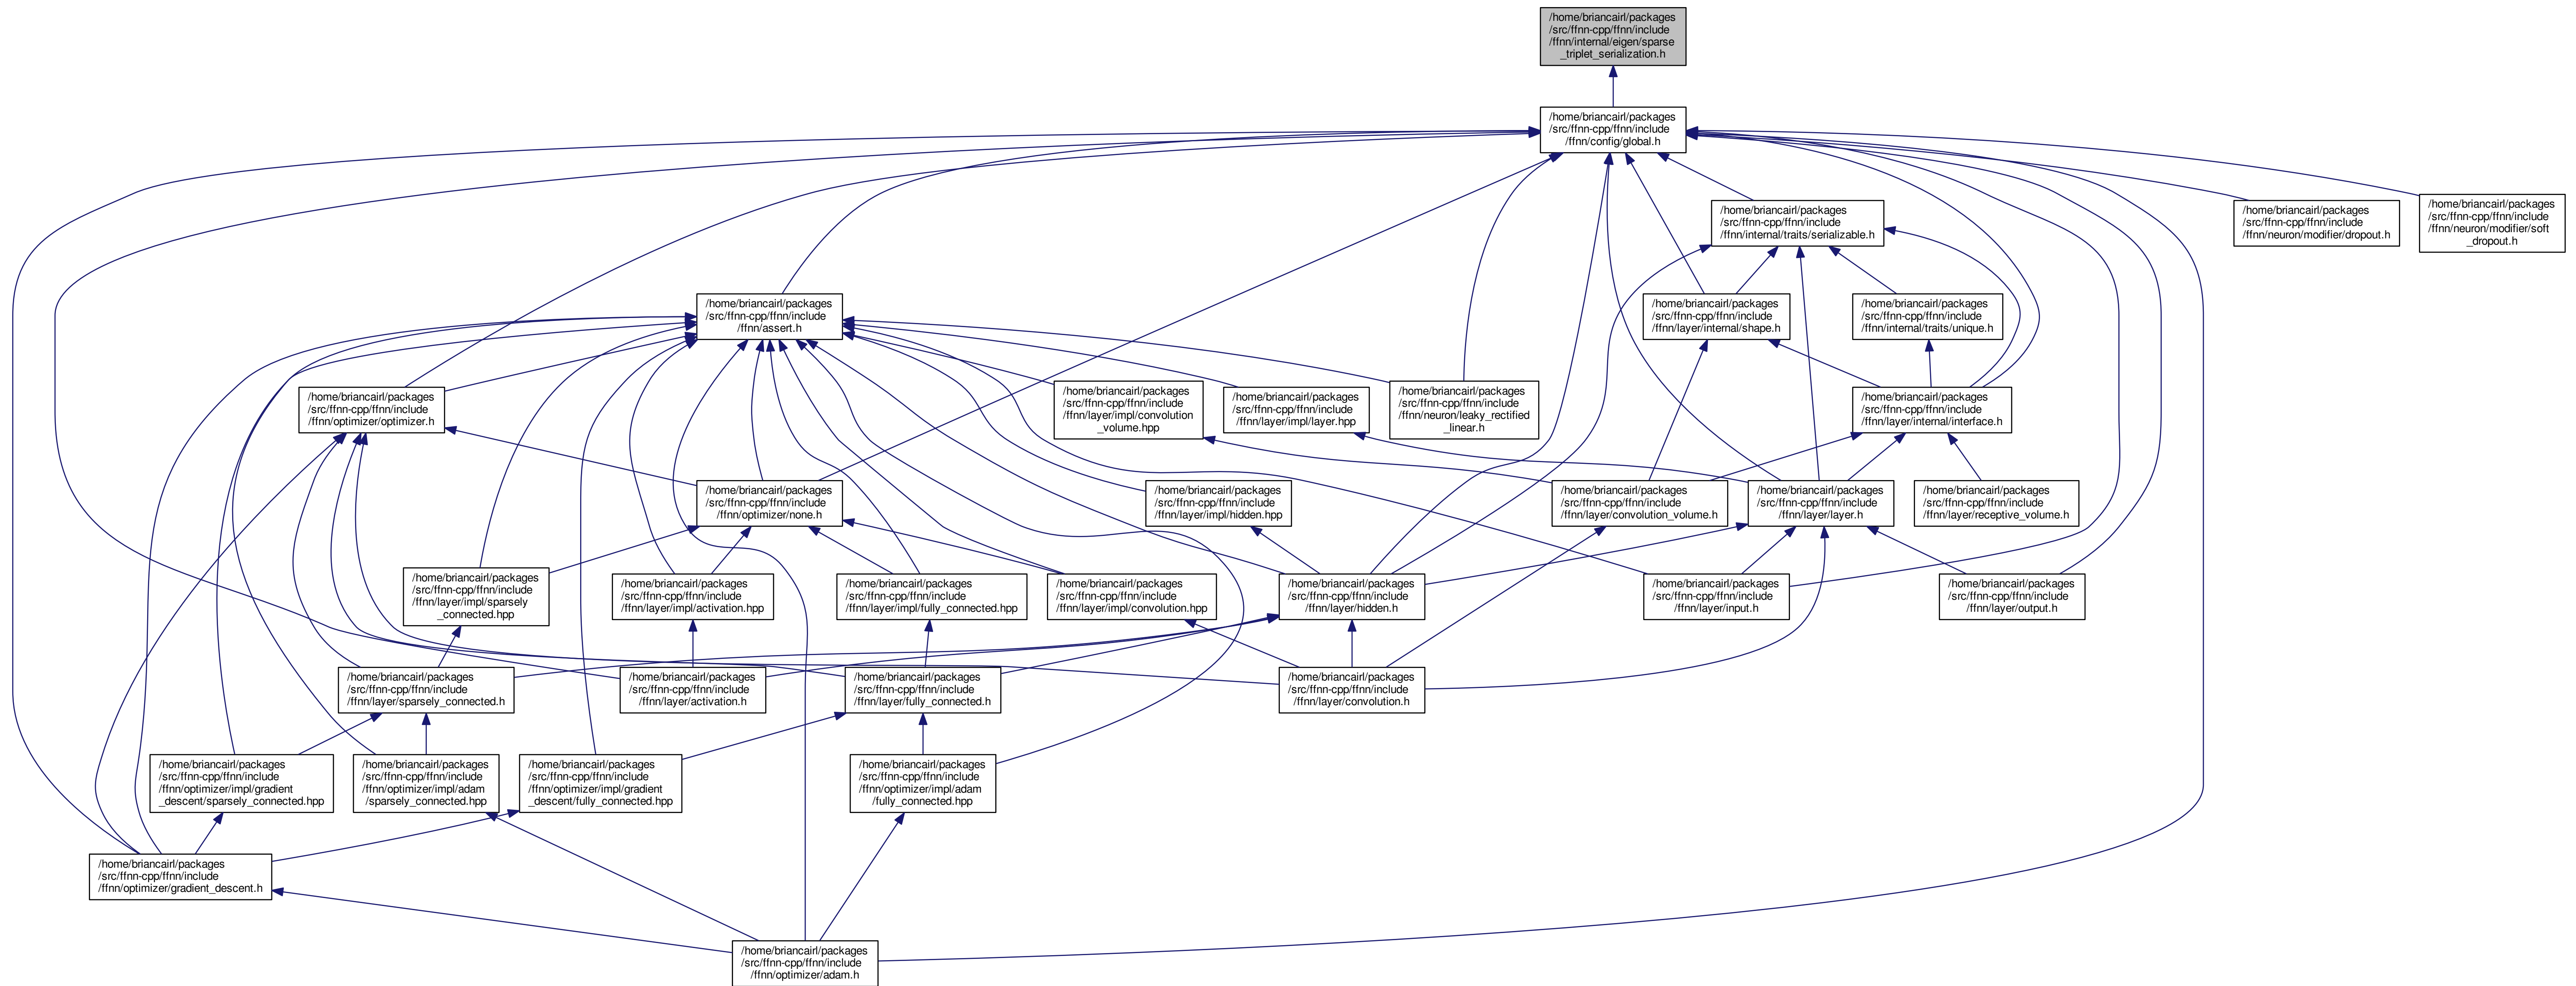 /home/briancairl/packages
/src/ffnn-cpp/ffnn/include
/ffnn/internal/eigen/sparse
_triplet_serialization.h
/home/briancairl/packages
/src/ffnn-cpp/ffnn/include
/ffnn/config/global.h
/home/briancairl/packages
/src/ffnn-cpp/ffnn/include
/ffnn/internal/traits/serializable.h
/home/briancairl/packages
/src/ffnn-cpp/ffnn/include
/ffnn/neuron/modifier/dropout.h
/home/briancairl/packages
/src/ffnn-cpp/ffnn/include
/ffnn/neuron/modifier/soft
_dropout.h
/home/briancairl/packages
/src/ffnn-cpp/ffnn/include
/ffnn/assert.h
/home/briancairl/packages
/src/ffnn-cpp/ffnn/include
/ffnn/layer/internal/shape.h
/home/briancairl/packages
/src/ffnn-cpp/ffnn/include
/ffnn/internal/traits/unique.h
/home/briancairl/packages
/src/ffnn-cpp/ffnn/include
/ffnn/optimizer/optimizer.h
/home/briancairl/packages
/src/ffnn-cpp/ffnn/include
/ffnn/layer/impl/convolution
_volume.hpp
/home/briancairl/packages
/src/ffnn-cpp/ffnn/include
/ffnn/layer/impl/layer.hpp
/home/briancairl/packages
/src/ffnn-cpp/ffnn/include
/ffnn/neuron/leaky_rectified
_linear.h
/home/briancairl/packages
/src/ffnn-cpp/ffnn/include
/ffnn/layer/internal/interface.h
/home/briancairl/packages
/src/ffnn-cpp/ffnn/include
/ffnn/optimizer/none.h
/home/briancairl/packages
/src/ffnn-cpp/ffnn/include
/ffnn/layer/impl/hidden.hpp
/home/briancairl/packages
/src/ffnn-cpp/ffnn/include
/ffnn/layer/convolution_volume.h
/home/briancairl/packages
/src/ffnn-cpp/ffnn/include
/ffnn/layer/layer.h
/home/briancairl/packages
/src/ffnn-cpp/ffnn/include
/ffnn/layer/receptive_volume.h
/home/briancairl/packages
/src/ffnn-cpp/ffnn/include
/ffnn/layer/impl/sparsely
_connected.hpp
/home/briancairl/packages
/src/ffnn-cpp/ffnn/include
/ffnn/layer/impl/activation.hpp
/home/briancairl/packages
/src/ffnn-cpp/ffnn/include
/ffnn/layer/impl/fully_connected.hpp
/home/briancairl/packages
/src/ffnn-cpp/ffnn/include
/ffnn/layer/impl/convolution.hpp
/home/briancairl/packages
/src/ffnn-cpp/ffnn/include
/ffnn/layer/hidden.h
/home/briancairl/packages
/src/ffnn-cpp/ffnn/include
/ffnn/layer/input.h
/home/briancairl/packages
/src/ffnn-cpp/ffnn/include
/ffnn/layer/output.h
/home/briancairl/packages
/src/ffnn-cpp/ffnn/include
/ffnn/layer/sparsely_connected.h
/home/briancairl/packages
/src/ffnn-cpp/ffnn/include
/ffnn/layer/activation.h
/home/briancairl/packages
/src/ffnn-cpp/ffnn/include
/ffnn/layer/fully_connected.h
/home/briancairl/packages
/src/ffnn-cpp/ffnn/include
/ffnn/layer/convolution.h
/home/briancairl/packages
/src/ffnn-cpp/ffnn/include
/ffnn/optimizer/impl/gradient
_descent/sparsely_connected.hpp
/home/briancairl/packages
/src/ffnn-cpp/ffnn/include
/ffnn/optimizer/impl/adam
/sparsely_connected.hpp
/home/briancairl/packages
/src/ffnn-cpp/ffnn/include
/ffnn/optimizer/impl/gradient
_descent/fully_connected.hpp
/home/briancairl/packages
/src/ffnn-cpp/ffnn/include
/ffnn/optimizer/impl/adam
/fully_connected.hpp
/home/briancairl/packages
/src/ffnn-cpp/ffnn/include
/ffnn/optimizer/gradient_descent.h
/home/briancairl/packages
/src/ffnn-cpp/ffnn/include
/ffnn/optimizer/adam.h